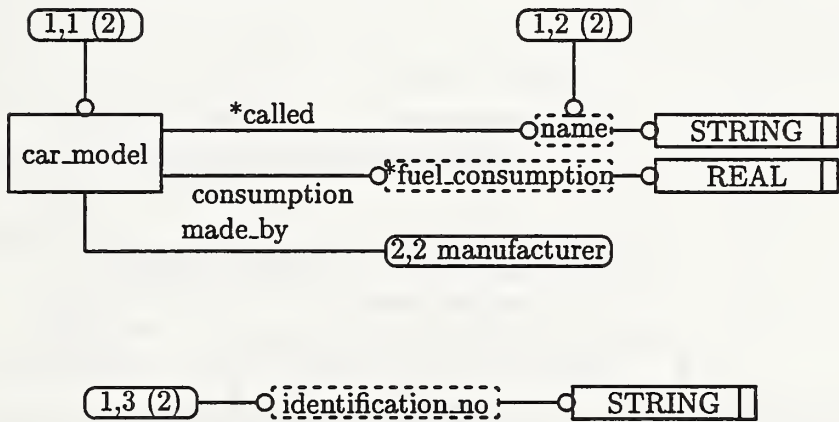 1,1 (2) 1,2 (2)
*called
car_model name STRING
*fuel_consumption REAL
consumption
made_by
2,2 manufacturer
1,3 (2) identification_no STRING